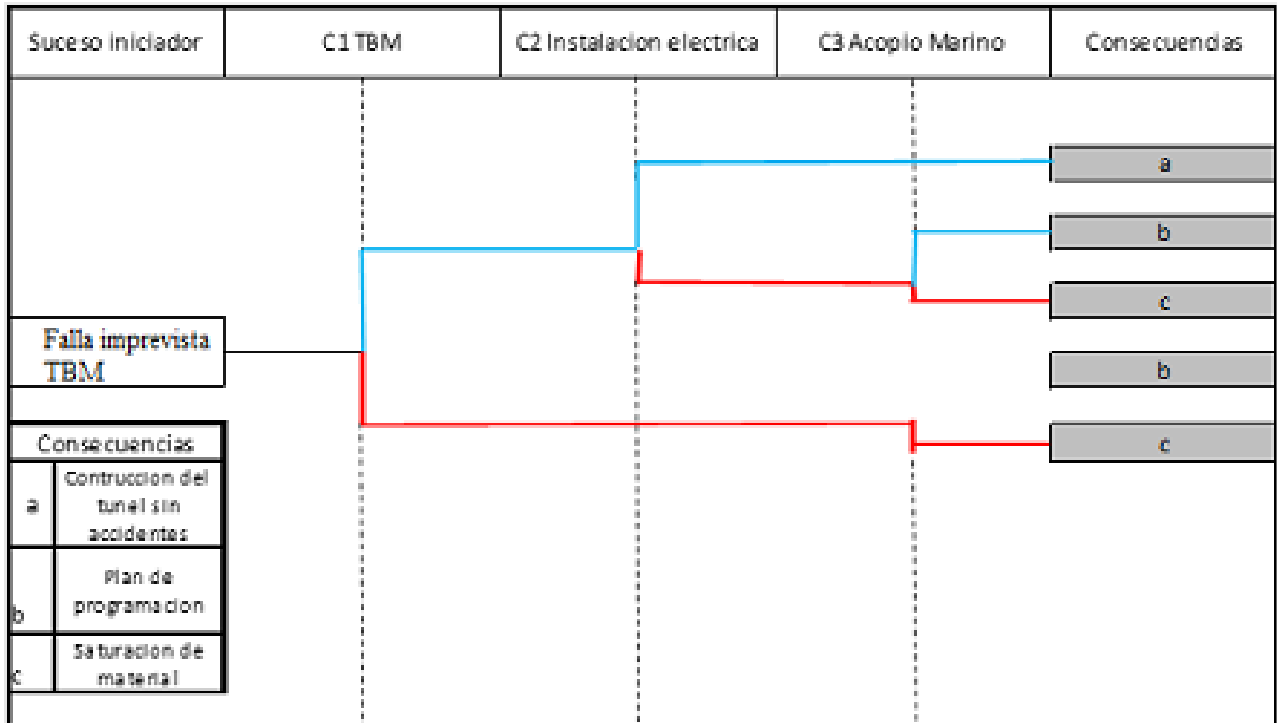 Suceso iniciador
C1 TBM
C2 Instalacion electrica
C3 Acopio Marino
Consecuencias
a
b
c
Falla imprevista
TBM
b
c
Consecuencias
a
Contruccion del
tunel sin
accidentes
b
Plan de
programacion
c
Saturacion de
material